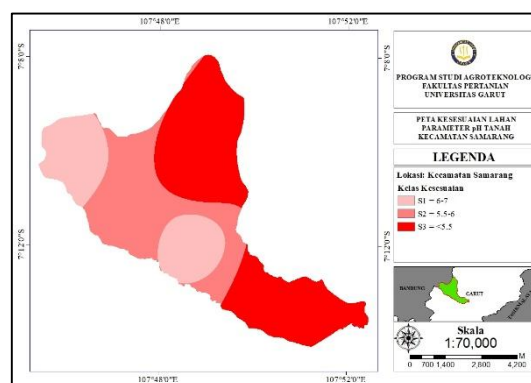 107°48'0"E
107°52'0"E
7°8'0"S
7°8'0"S
7°12'0"S
7°12'0"S
107°48'0"E
107°52'0"E
PROGRAM STUDI AGROTEKNOLOGI
FAKULTAS PERTANIAN
UNIVERSITAS GARUT
PETA KESESUAIAN LAHAN
PARAMETER pH TANAH
KECAMATAN SAMARANG
LEGENDA
Lokasi: Kecamatan Samarang
Kelas Kesesuaian
S1 = 6-7
S2 = 5.5-6
S3 = <5.5
BANDUNG
GARUT
Skala
1:70,000
0 700 1,400 2,800 4,200
M